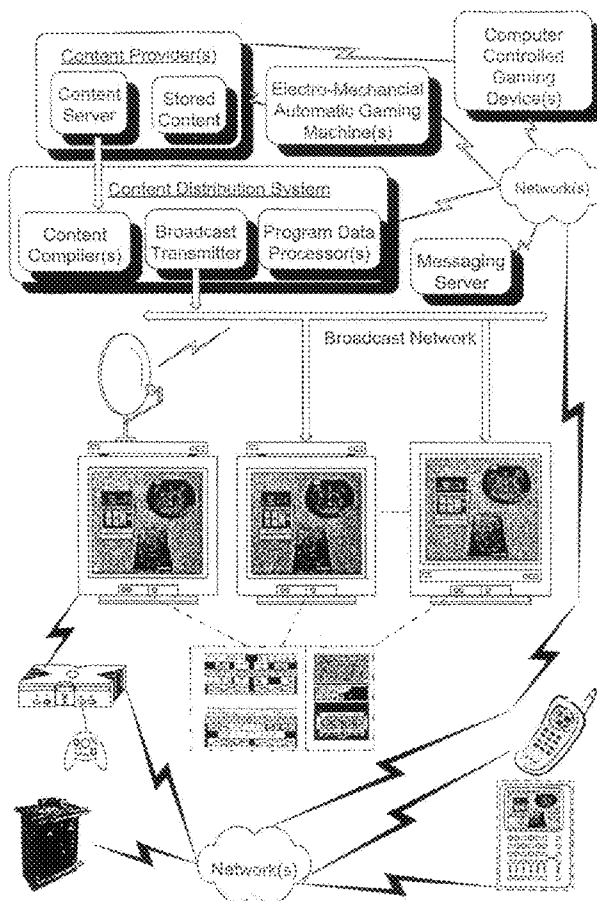 Content Provider(s)
Content
Server
Stored
Content
Electro-Mechancial
Automatic Gaming
Machine(s)
Computer
Controlled
Gaming
Device(s)
Network(s)
Content Distribution System
Content
Compiler(s)
Broadcast
Transmitter
Program Data
Processor(s)
Messaging
Server
Broadcast Network
Network(s)